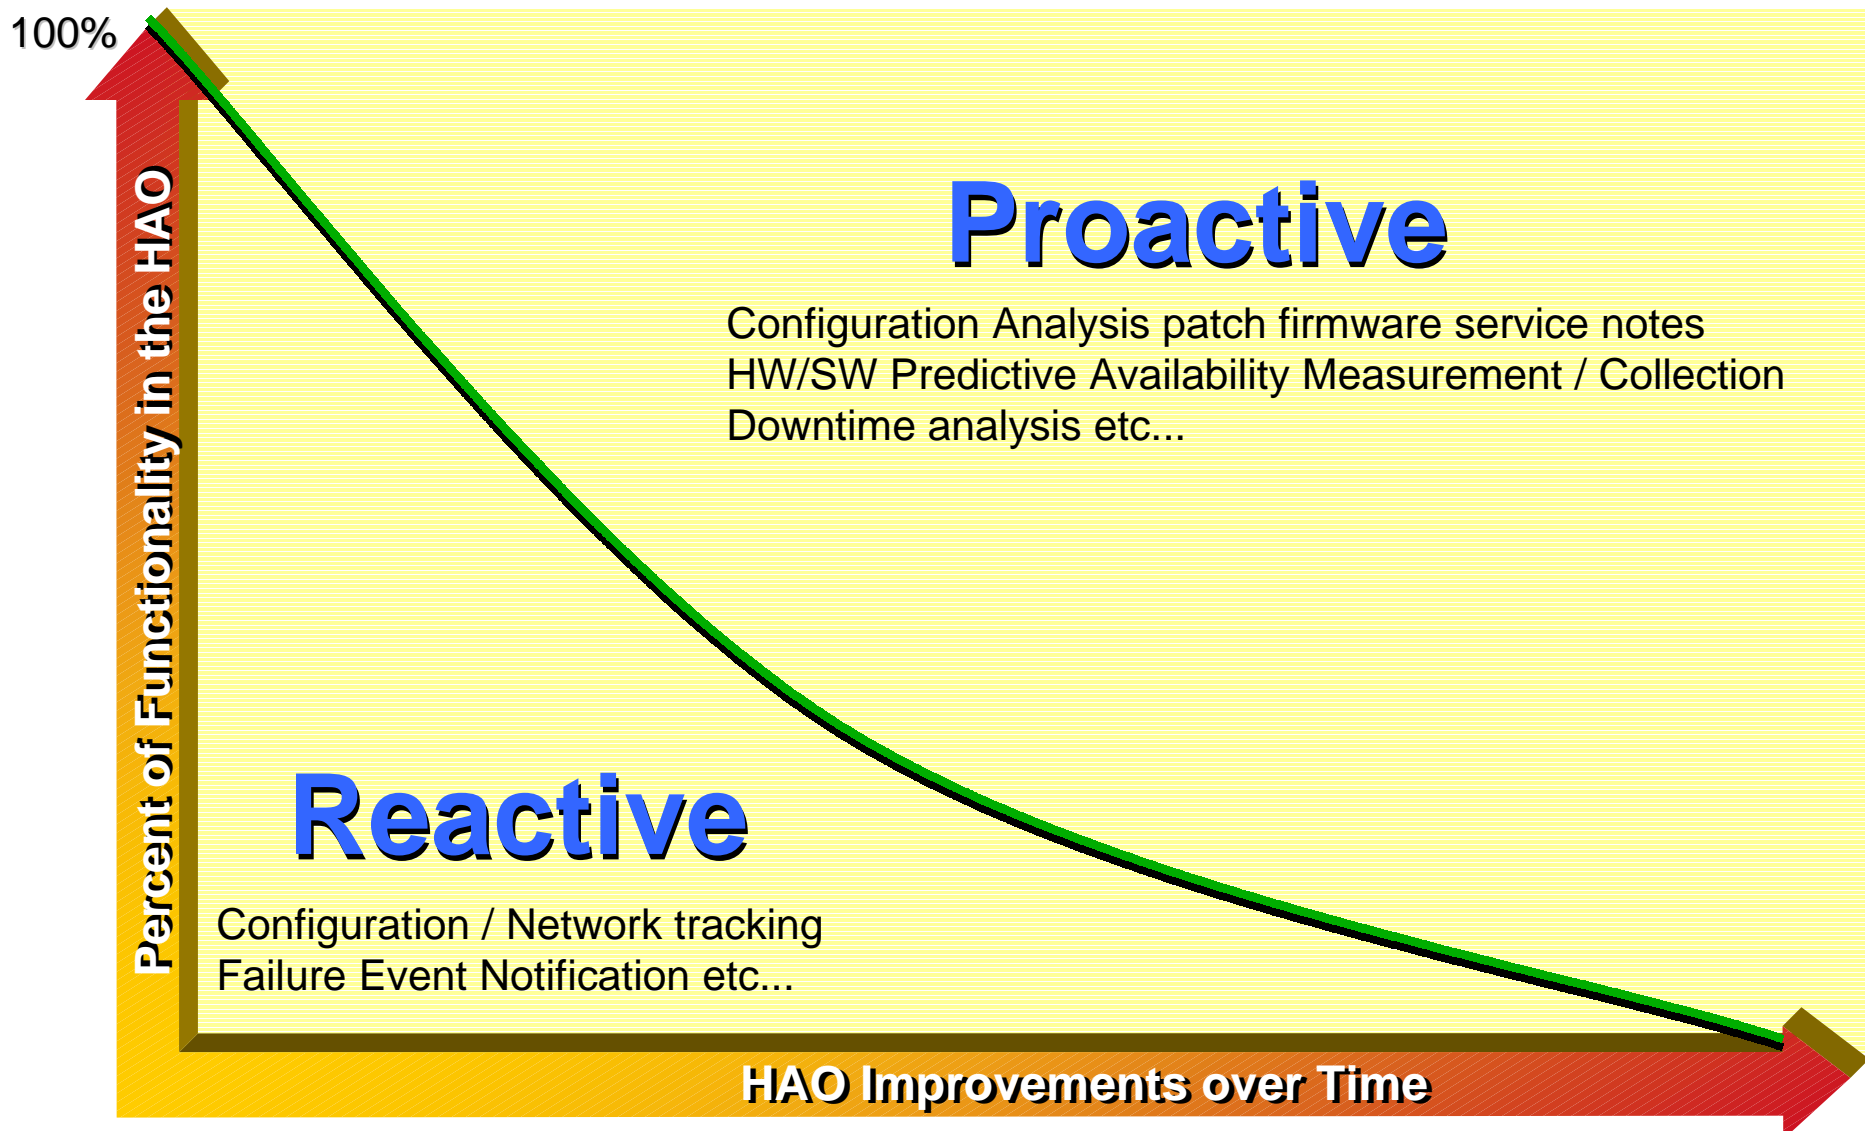 100%
Percent of Functionality in the HAO
Proactive
Configuration Analysis patch firmware service notes
HW/SW Predictive Availability Measurement / Collection
Downtime analysis etc...
Reactive
Configuration / Network tracking
Failure Event Notification etc...
HAO Improvements over Time